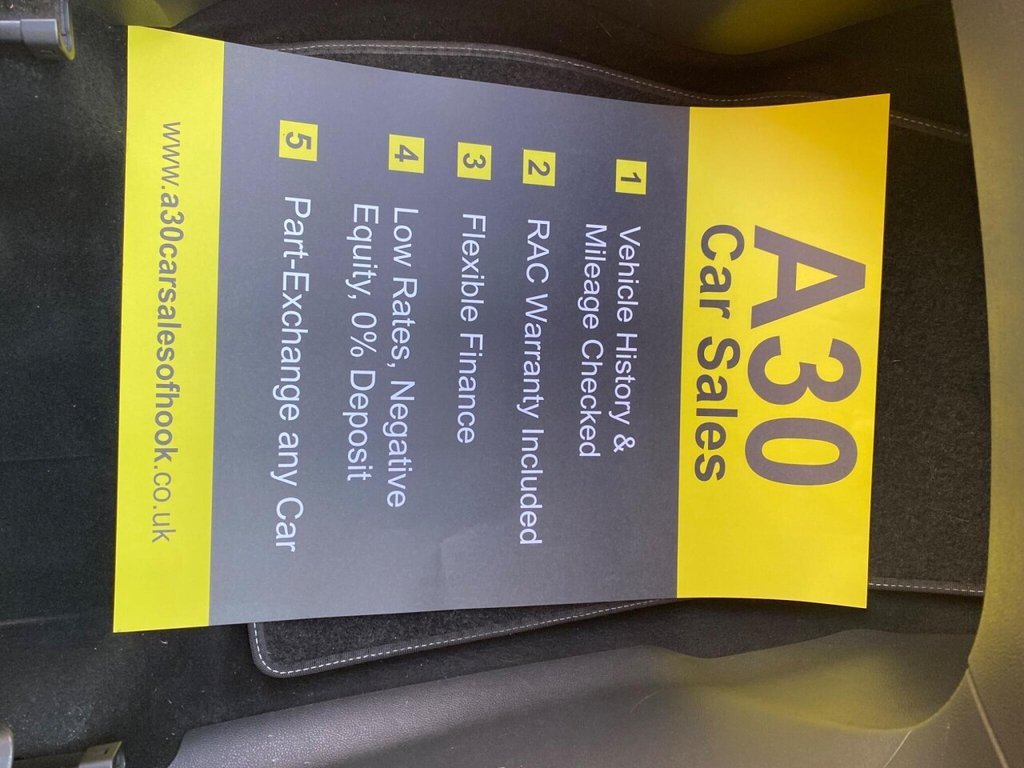 A30
Car Sales
1 Vehicle History &
Mileage Checked
2 RAC Warranty Included
3 Flexible Finance
4 Low Rates, Negative
Equity, 0% Deposit
5 Part-Exchange any Car
www.a30carsalesofhook.co.uk